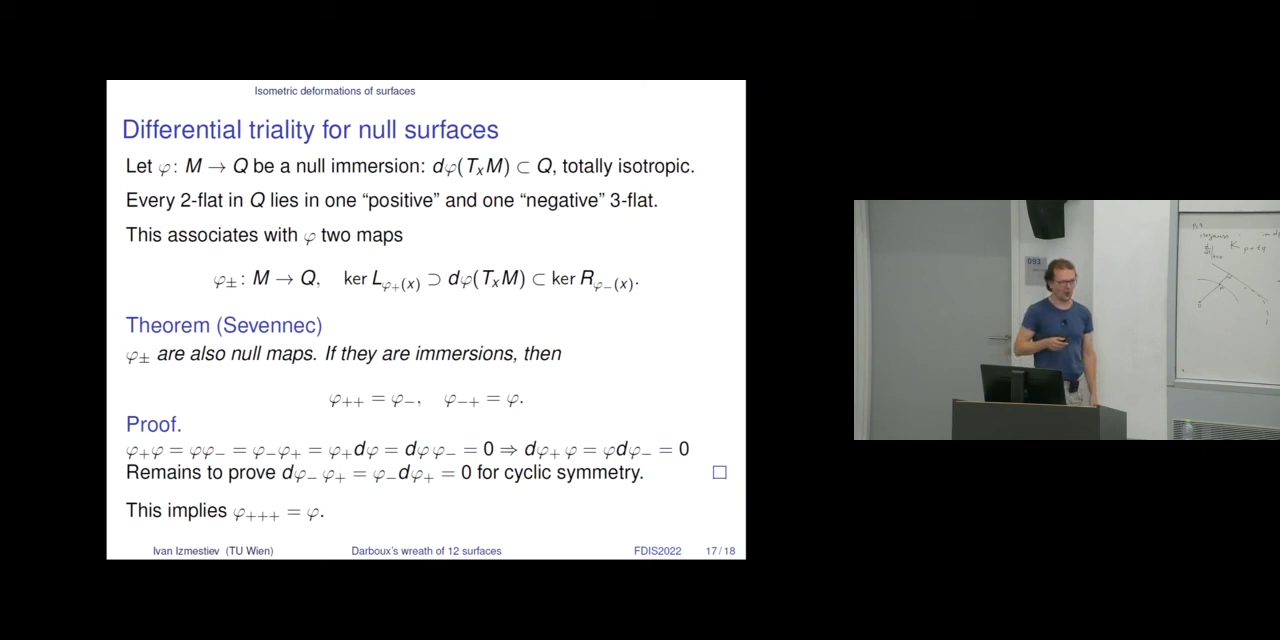 Isometric deformations of surfaces
Differential triality for null surfaces
Let φ: M → Q be a null immersion: dφ(TₓM) ⊂ Q, totally isotropic.
Every 2-flat in Q lies in one “positive” and one “negative” 3-flat.
This associates with φ two maps
φ±: M → Q, ker L_{φ₊(x)} ⊃ dφ(TₓM) ⊂ ker R_{φ₋(x)}.
Theorem (Sevennec)
φ± are also null maps. If they are immersions, then
φ₊₊ = φ₋, φ₋₊ = φ.
Proof.
φ₊φ = φφ₋ = φ₋φ₊ = φ₊dφ = dφφ₋ = 0 ⇒ dφ₊φ = φdφ₋ = 0
Remains to prove dφ₋φ₊ = φ₋dφ₊ = 0 for cyclic symmetry. □
This implies φ₊₊₊ = φ.
Ivan Izmestiev (TU Wien) Darboux’s wreath of 12 surfaces FDIS2022 17/18
093